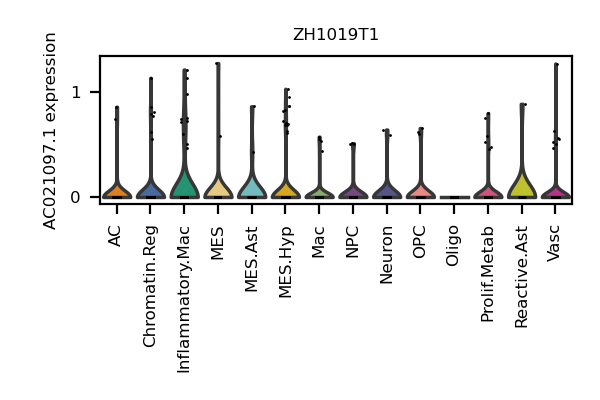 ZH1019T1
AC021097.1 expression
1
0
AC
Chromatin.Reg
Inflammatory.Mac
MES
MES.Ast
MES.Hyp
Mac
NPC
Neuron
OPC
Oligo
Prolif.Metab
Reactive.Ast
Vasc